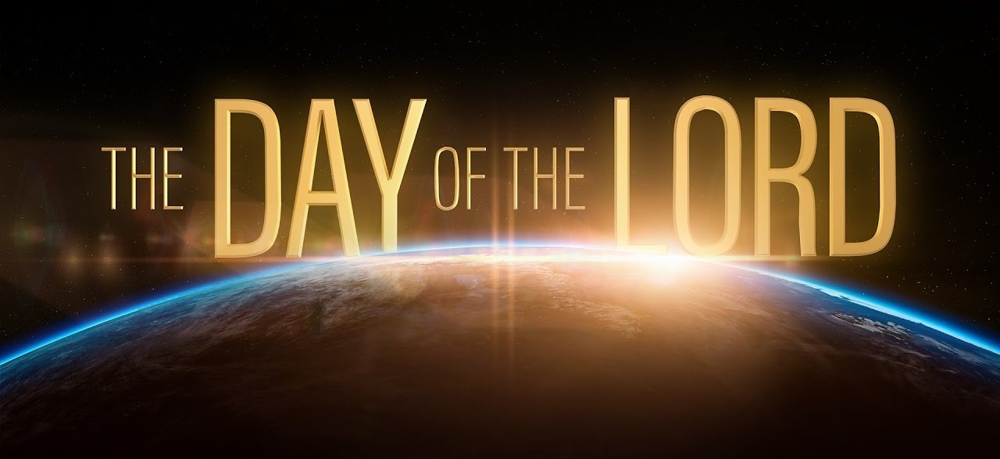 THE DAY OF THE LORD